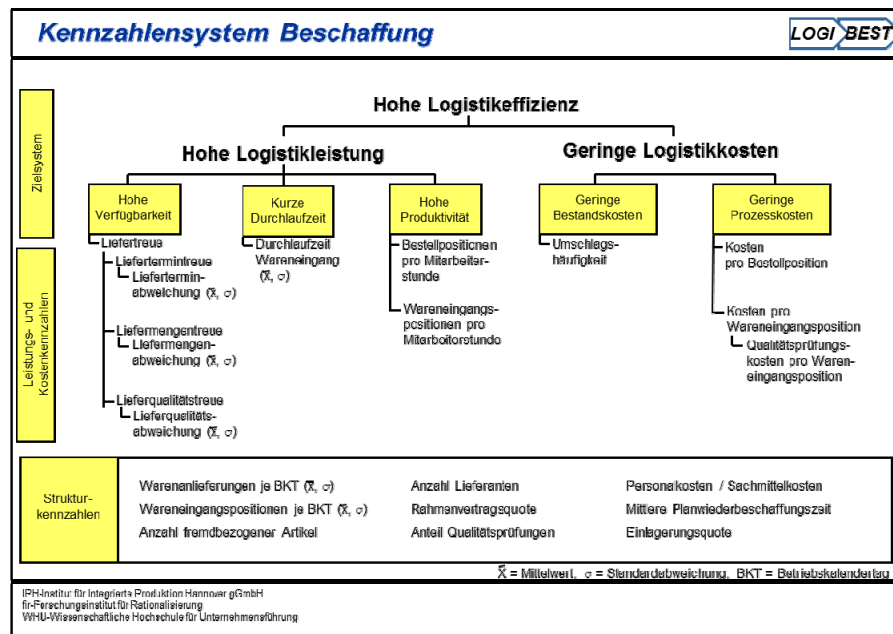 Kennzahlensystem Beschaffung
LOGI BEST
Zielsystem
Hohe Logistikeffizienz
Hohe Logistikleistung
Geringe Logistikkosten
Hohe
Verfügbarkeit
Kurze
Durchlaufzeit
Hohe
Produktivität
Geringe
Bestandskosten
Geringe
Prozesskosten
Leistungs- und
Kostenkennzahlen
Liefertreue
Liefertermintreue
Liefertermin-
abweichung (x̄, σ)
Liefermengentreue
Liefermengen-
abweichung (x̄, σ)
Lieferqualitätstreue
Lieferqualitäts-
abweichung (x̄, σ)
Durchlaufzeit
Wareneingang
(x̄, σ)
Bestellpositionen
pro Mitarbeiter-
stunde
Wareneingangs-
positionen pro
Mitarbeiterstunde
Umschlags-
häufigkeit
Kosten
pro Bestellposition
Kosten pro
Wareneingangsposition
Qualitätsprüfungs-
kosten pro Waren-
eingangsposition
Struktur-
kennzahlen
Warenanlieferungen je BKT (x̄, σ)
Wareneingangspositionen je BKT (x̄, σ)
Anzahl fremdbezogener Artikel
Anzahl Lieferanten
Rahmenvertragsquote
Anteil Qualitätsprüfungen
Personalkosten / Sachmittelkosten
Mittlere Planwiederbeschaffungszeit
Einlagerungsquote
x̄ = Mittelwert, σ = Standardabweichung, BKT = Betriebskalendertag
IPH-Institut für Integrierte Produktion Hannover gGmbH
fir-Forschungsinstitut für Rationalisierung
WHU-Wissenschaftliche Hochschule für Unternehmensführung